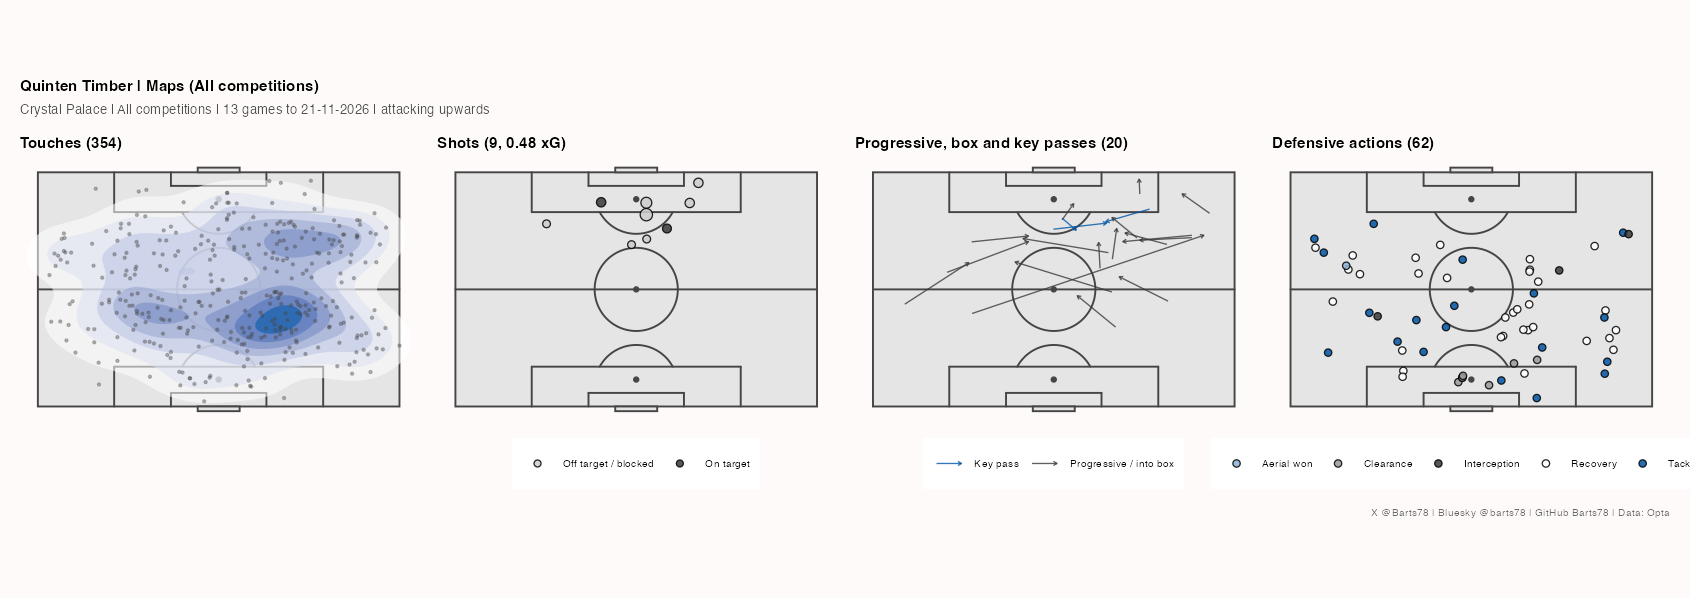 Quinten Timber | Maps (All competitions)
Crystal Palace | All competitions | 13 games to 21-11-2026 | attacking upwards
Touches (354)
Shots (9, 0.48 xG)
Progressive, box and key passes (20)
Defensive actions (62)
Off target / blocked
On target
Key pass
Progressive / into box
Aerial won
Clearance
Interception
Recovery
Tack
X @Barts78 | Bluesky @barts78 | GitHub Barts78 | Data: Opta